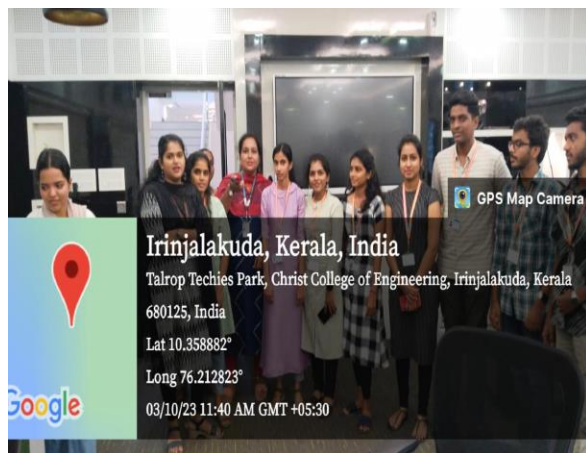 GPS Map Camera
Irinjalakuda, Kerala, India
Talrop Techies Park, Christ College of Engineering, Irinjalakuda, Kerala
680125, India
Lat 10.358882°
Long 76.212823°
03/10/23 11:40 AM GMT +05:30
Google